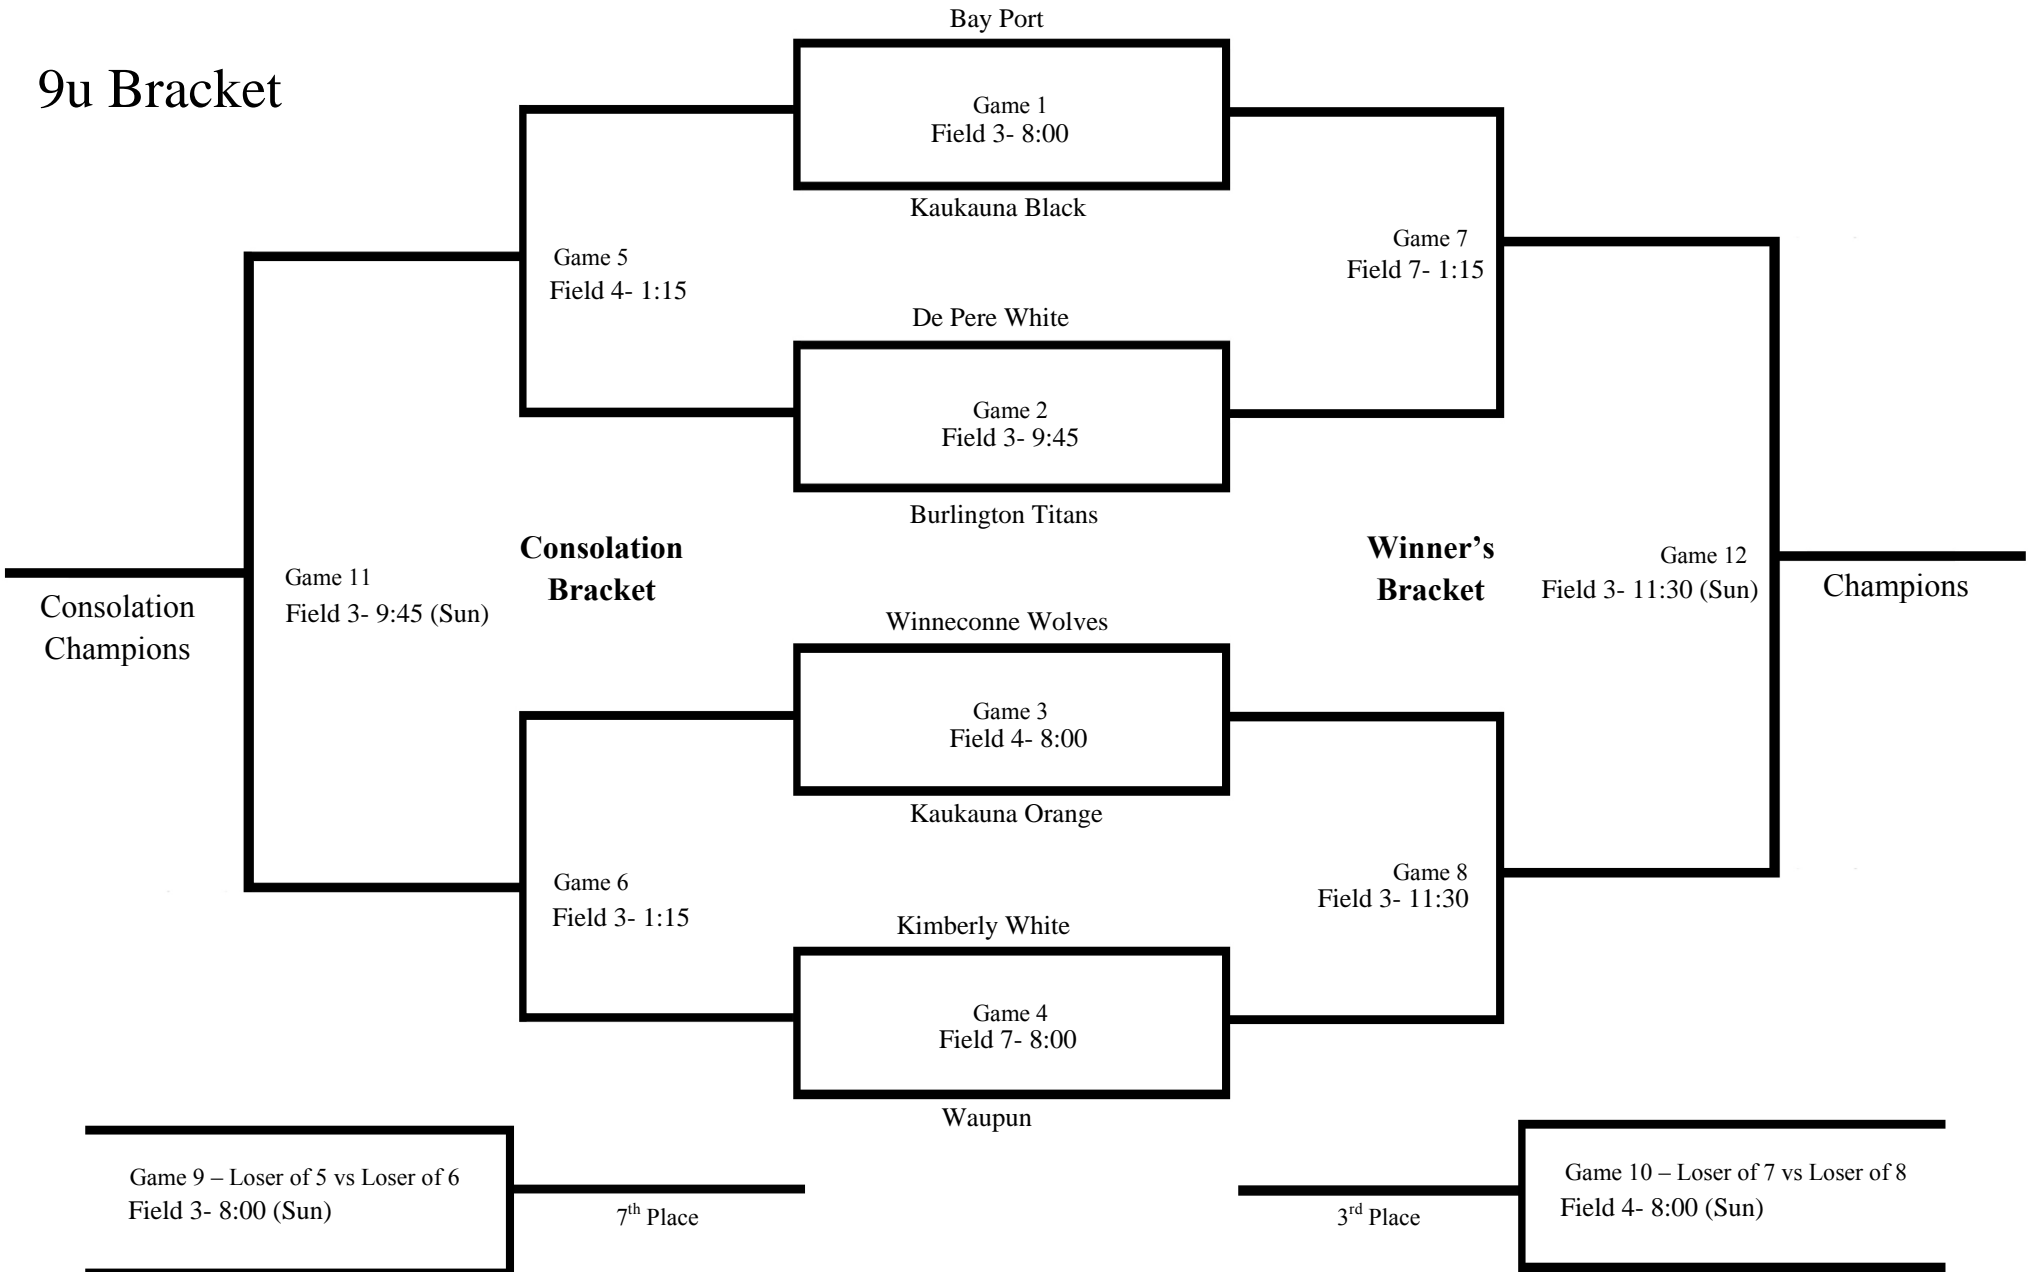 Bay Port
9u Bracket
Game 1
Field 3- 8:00
Kaukauna Black
Game 5
Field 4- 1:15
Game 7
Field 7- 1:15
De Pere White
Game 2
Field 3- 9:45
Burlington Titans
Consolation
Bracket
Winner’s
Bracket
Game 11
Field 3- 9:45 (Sun)
Consolation
Champions
Game 12
Field 3- 11:30 (Sun)
Champions
Winneconne Wolves
Game 3
Field 4- 8:00
Kaukauna Orange
Game 6
Field 3- 1:15
Game 8
Field 3- 11:30
Kimberly White
Game 4
Field 7- 8:00
Waupun
Game 9 – Loser of 5 vs Loser of 6
Field 3- 8:00 (Sun)
7th Place
3rd Place
Game 10 – Loser of 7 vs Loser of 8
Field 4- 8:00 (Sun)